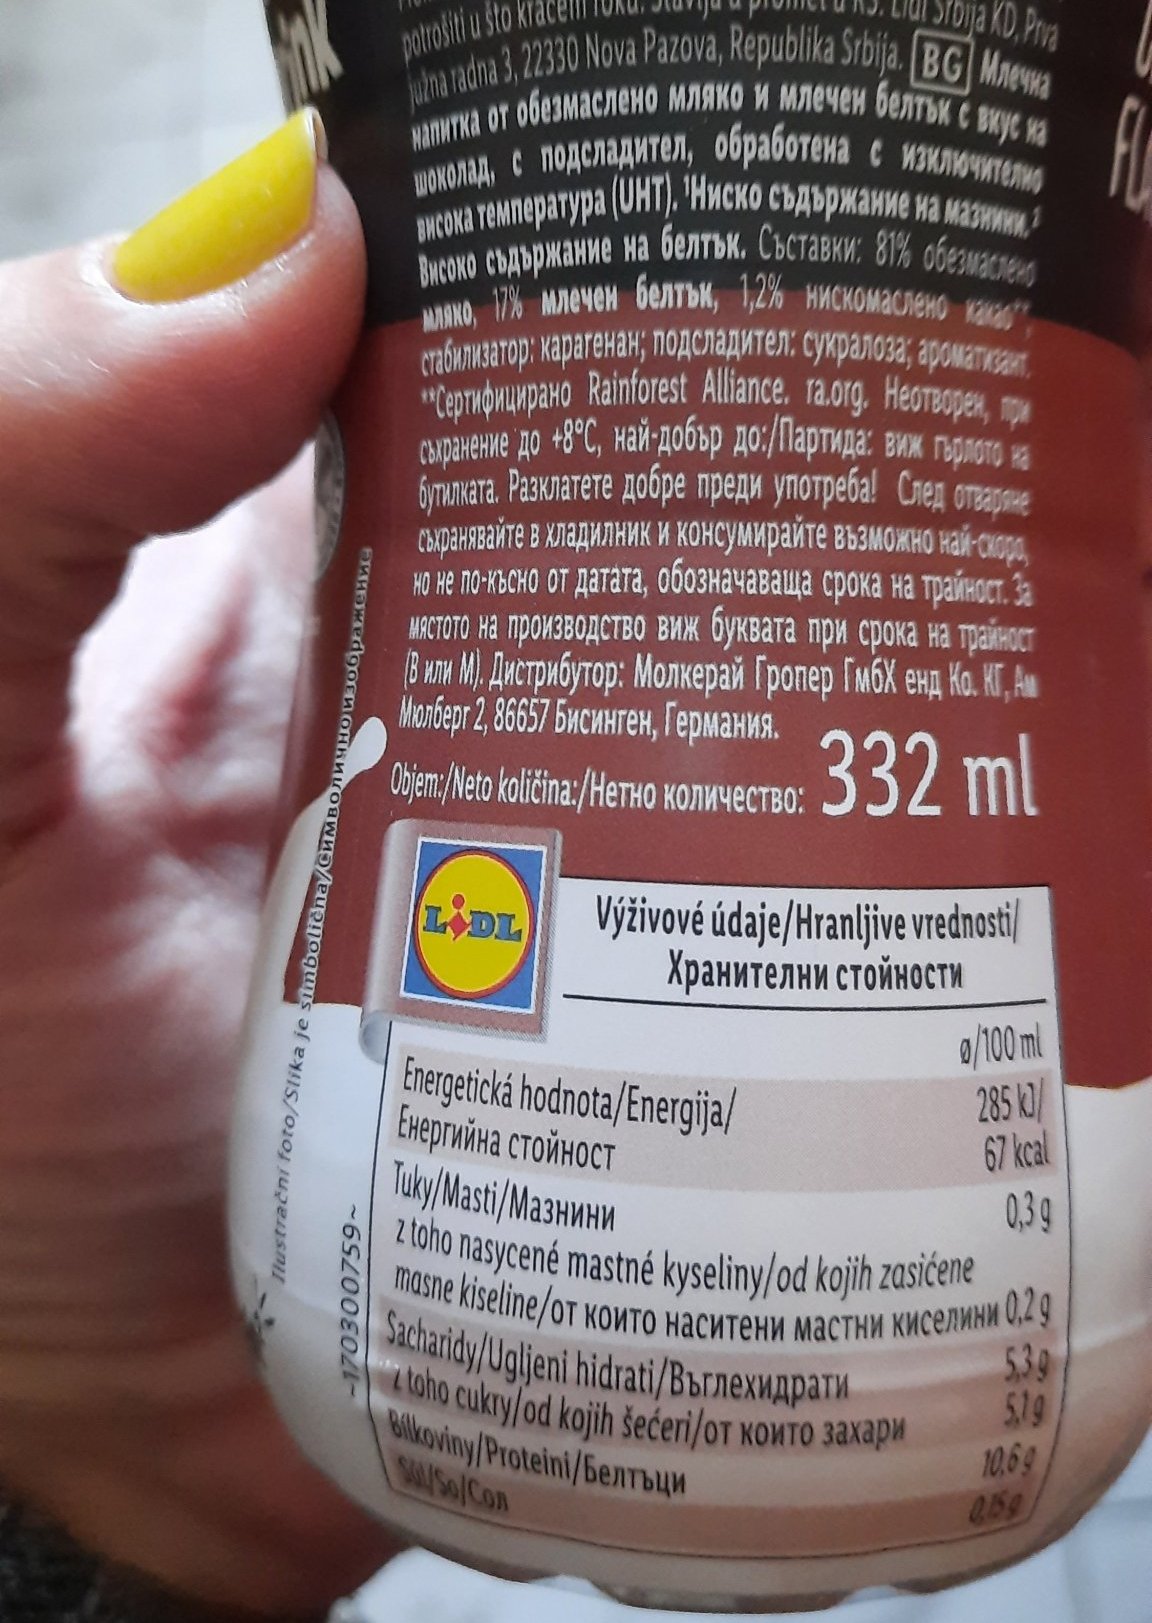 ink
potrošiti u što kraćem roku.
Lidl Srbija KD, Prva
južna radna 3, 22330 Nova Pazova, Republika Srbija. BG Млечна
напитка от обезмаслено мляко и млечен белтък с вкус на
шоколад, с подсладител, обработена с изключително
висока температура (UHT). ¹Ниско съдържание на мазнини. ²
Високо съдържание на белтък. Съставки: 81% обезмаслено
мляко, 17% млечен белтък, 1,2% нискомаслено какао**,
стабилизатор: карагенан; подсладител: сукралоза; ароматизант.
**Сертифицирано Rainforest Alliance. ra.org. Неотворен, при
съхранение до +8°C, най-добър до:/Партида: виж гърлото на
бутилката. Разклатете добре преди употреба! След отваряне
съхранявайте в хладилник и консумирайте възможно най-скоро,
но не по-късно от датата, обозначаваща срока на трайност. За
мястото на производство виж буквата при срока на трайност
(В или М). Дистрибутор: Молкерай Гропер ГмбХ енд Ко. КГ, Ам
Мюлберг 2, 86657 Бисинген, Германия.
Objem:/Neto količina:/Нетно количество: 332 ml
LIDL
Výživové údaje/Hranljive vrednosti/
Хранителни стойности
ø/100 ml
Energetická hodnota/Energija/ 285 kJ/
Енергийна стойност 67 kcal
Tuky/Masti/Мазнини 0,3 g
z toho nasycené mastné kyseliny/od kojih zasićene
masne kiseline/от които наситени мастни киселини 0,2 g
Sacharidy/Ugljeni hidrati/Въглехидрати 5,3 g
z toho cukry/od kojih šećeri/от които захари 5,1 g
Bílkoviny/Proteini/Белтъци 10,6 g
Sůl/So/Сол 0,15 g
Ilustrační foto/Slika je simbolična/Символично изображение
~1703000759~